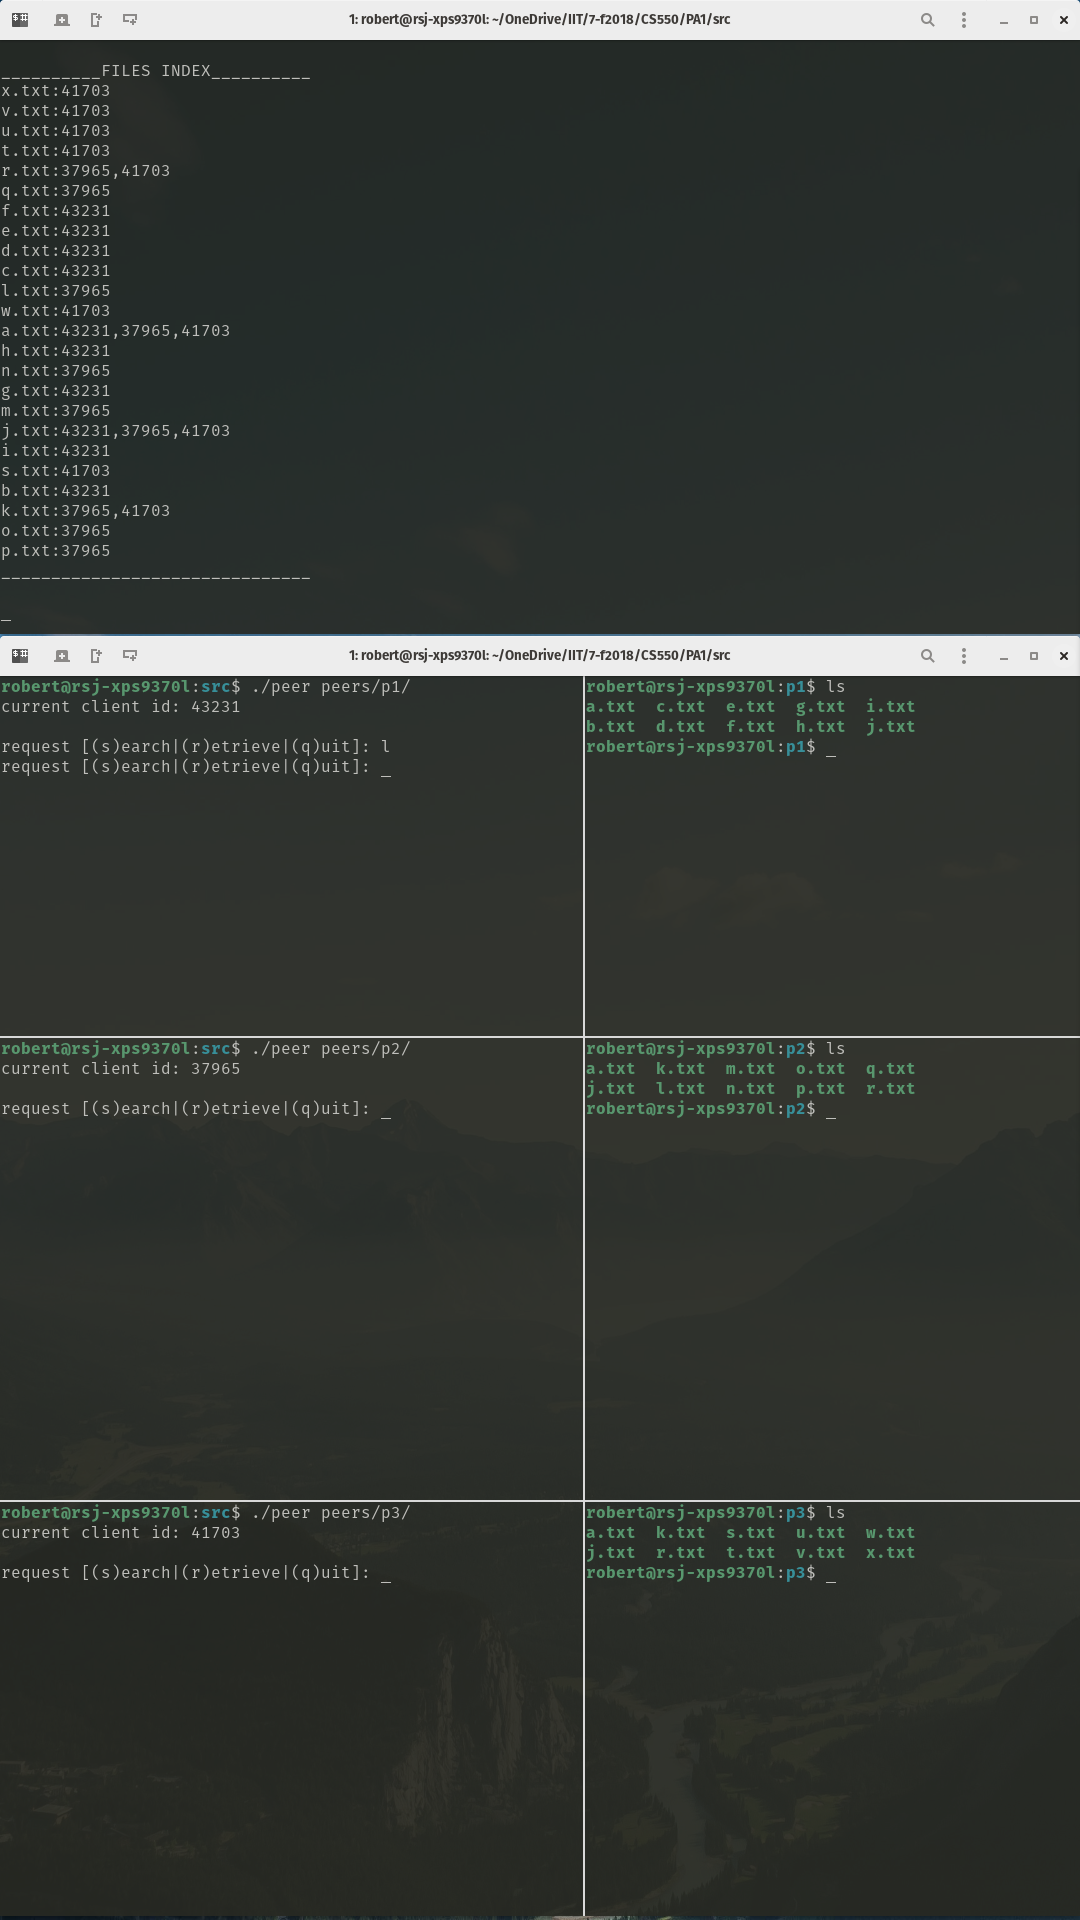 1: robert@rsj-xps9370l: ~/OneDrive/IIT/7-f2018/CS550/PA1/src
__________FILES INDEX__________
x.txt:41703
v.txt:41703
u.txt:41703
t.txt:41703
r.txt:37965,41703
q.txt:37965
f.txt:43231
e.txt:43231
d.txt:43231
c.txt:43231
l.txt:37965
w.txt:41703
a.txt:43231,37965,41703
h.txt:43231
n.txt:37965
g.txt:43231
m.txt:37965
j.txt:43231,37965,41703
i.txt:43231
s.txt:41703
b.txt:43231
k.txt:37965,41703
o.txt:37965
p.txt:37965
_______________________________
_
1: robert@rsj-xps9370l: ~/OneDrive/IIT/7-f2018/CS550/PA1/src
robert@rsj-xps9370l:src$ ./peer peers/p1/
current client id: 43231
request [(s)earch|(r)etrieve|(q)uit]: l
request [(s)earch|(r)etrieve|(q)uit]: _
robert@rsj-xps9370l:p1$ ls
a.txt  c.txt  e.txt  g.txt  i.txt
b.txt  d.txt  f.txt  h.txt  j.txt
robert@rsj-xps9370l:p1$ _
robert@rsj-xps9370l:src$ ./peer peers/p2/
current client id: 37965
request [(s)earch|(r)etrieve|(q)uit]: _
robert@rsj-xps9370l:p2$ ls
a.txt  k.txt  m.txt  o.txt  q.txt
j.txt  l.txt  n.txt  p.txt  r.txt
robert@rsj-xps9370l:p2$ _
robert@rsj-xps9370l:src$ ./peer peers/p3/
current client id: 41703
request [(s)earch|(r)etrieve|(q)uit]: _
robert@rsj-xps9370l:p3$ ls
a.txt  k.txt  s.txt  u.txt  w.txt
j.txt  r.txt  t.txt  v.txt  x.txt
robert@rsj-xps9370l:p3$ _